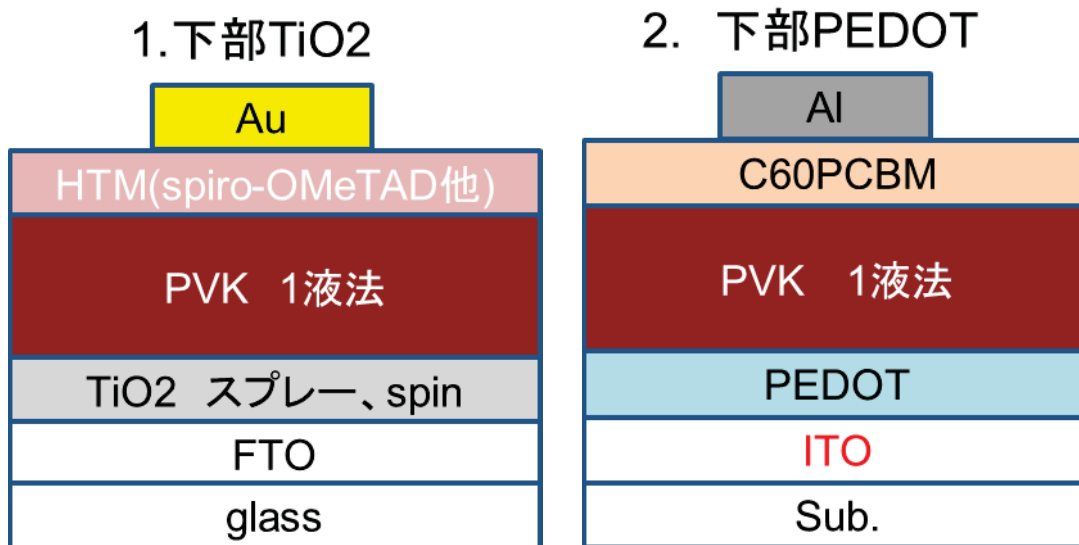 1.下部TiO2
Au
HTM(spiro-OMeTAD他)
PVK 1液法
TiO2 スプレー、spin
FTO
glass
2. 下部PEDOT
Al
C60PCBM
PVK 1液法
PEDOT
ITO
Sub.